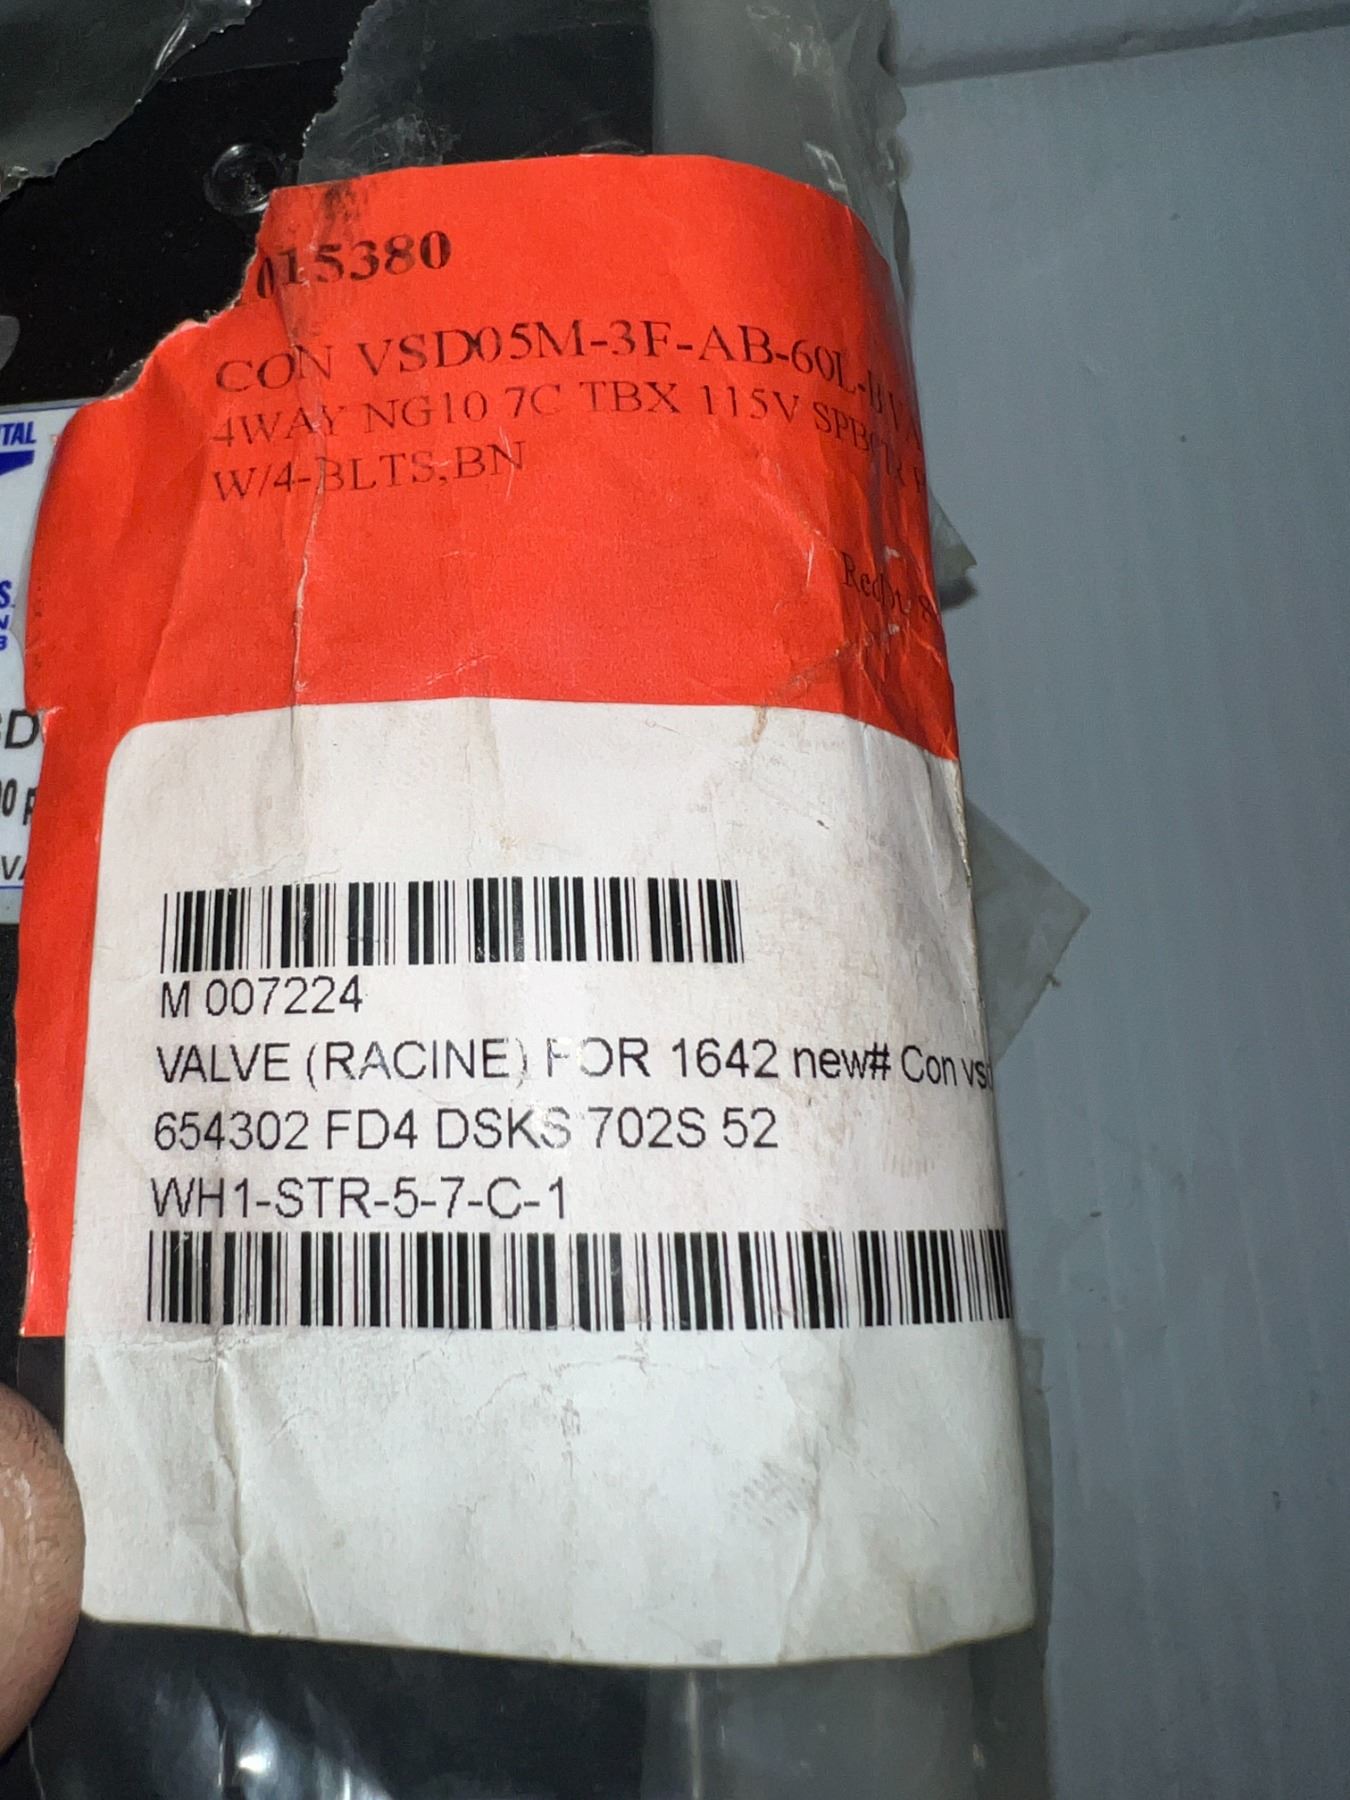 015380
CON VSD05M-3F-AB-60L-
4WAY NG10 7C TBX 115V
W/4-BLTS,BN
M 007224
VALVE (RACINE) FOR 1642 new# Con vs
654302 FD4 DSKS 702S 52
WH1-STR-5-7-C-1